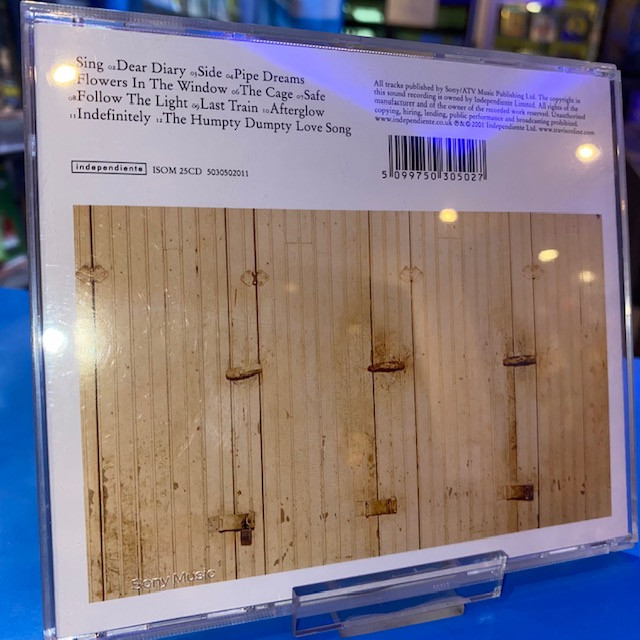 Sing 02 Dear Diary 03 Side 04 Pipe Dreams
Flowers In The Window 06 The Cage 07 Safe
08 Follow The Light 09 Last Train 10 Afterglow
11 Indefinitely 12 The Humpty Dumpty Love Song
All tracks published by Sony/ATV Music Publishing Ltd. The copyright in
this sound recording is owned by Independiente Limited. All rights of the
manufacturer and of the owner of the recorded work reserved. Unauthorised
copying, hiring, lending, public performance and broadcasting prohibited.
www.independiente.co.uk ℗ & © 2001 Independiente Ltd. www.travisonline.com
5 099750 305027
independiente ISOM 25CD 5030502011
Sony Music